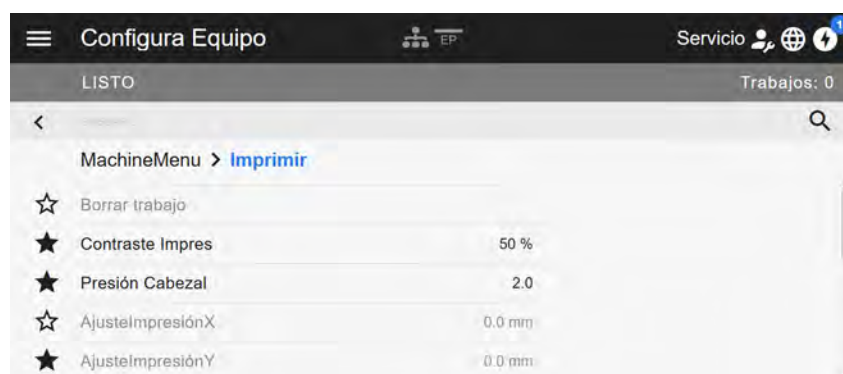 Configura Equipo EP Servicio 1
LISTO Trabajos: 0
MachineMenu > Imprimir
Borrar trabajo
Contraste Impres 50 %
Presión Cabezal 2.0
AjusteImpresiónX 0.0 mm
AjusteImpresiónY 0.0 mm